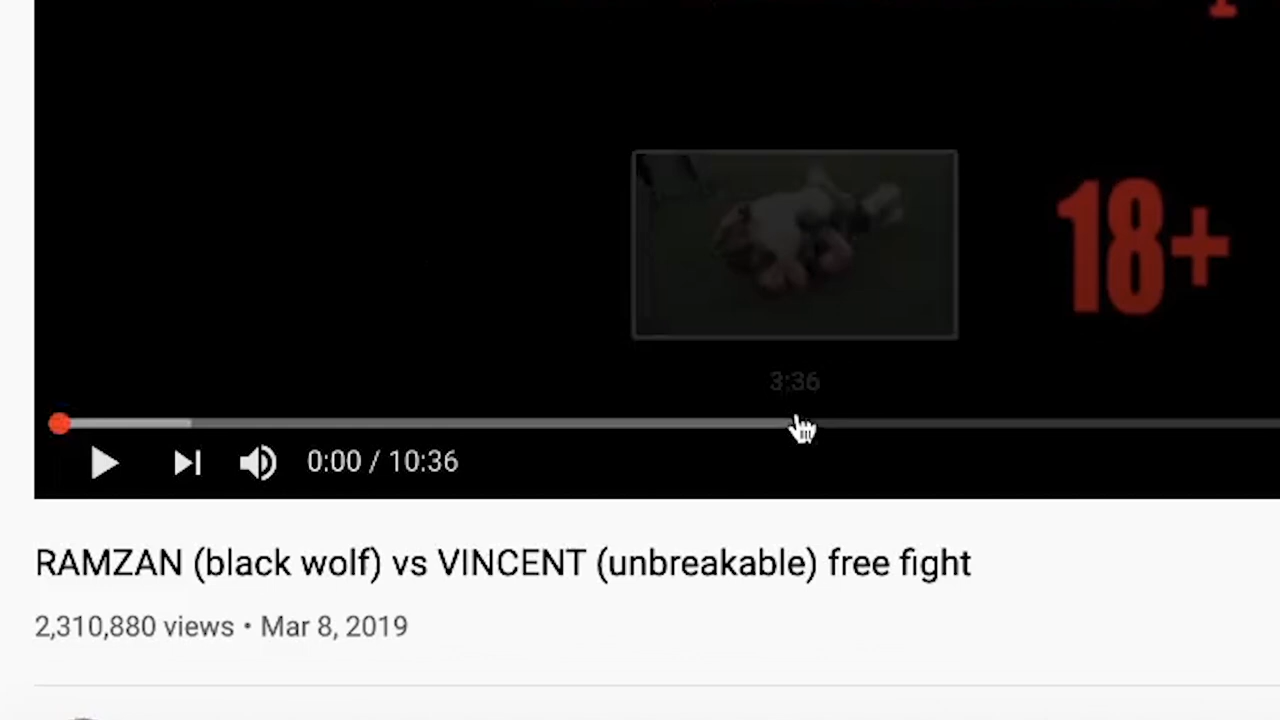 18+
3:36
0:00 / 10:36
RAMZAN (black wolf) vs VINCENT (unbreakable) free fight
2,310,880 views • Mar 8, 2019